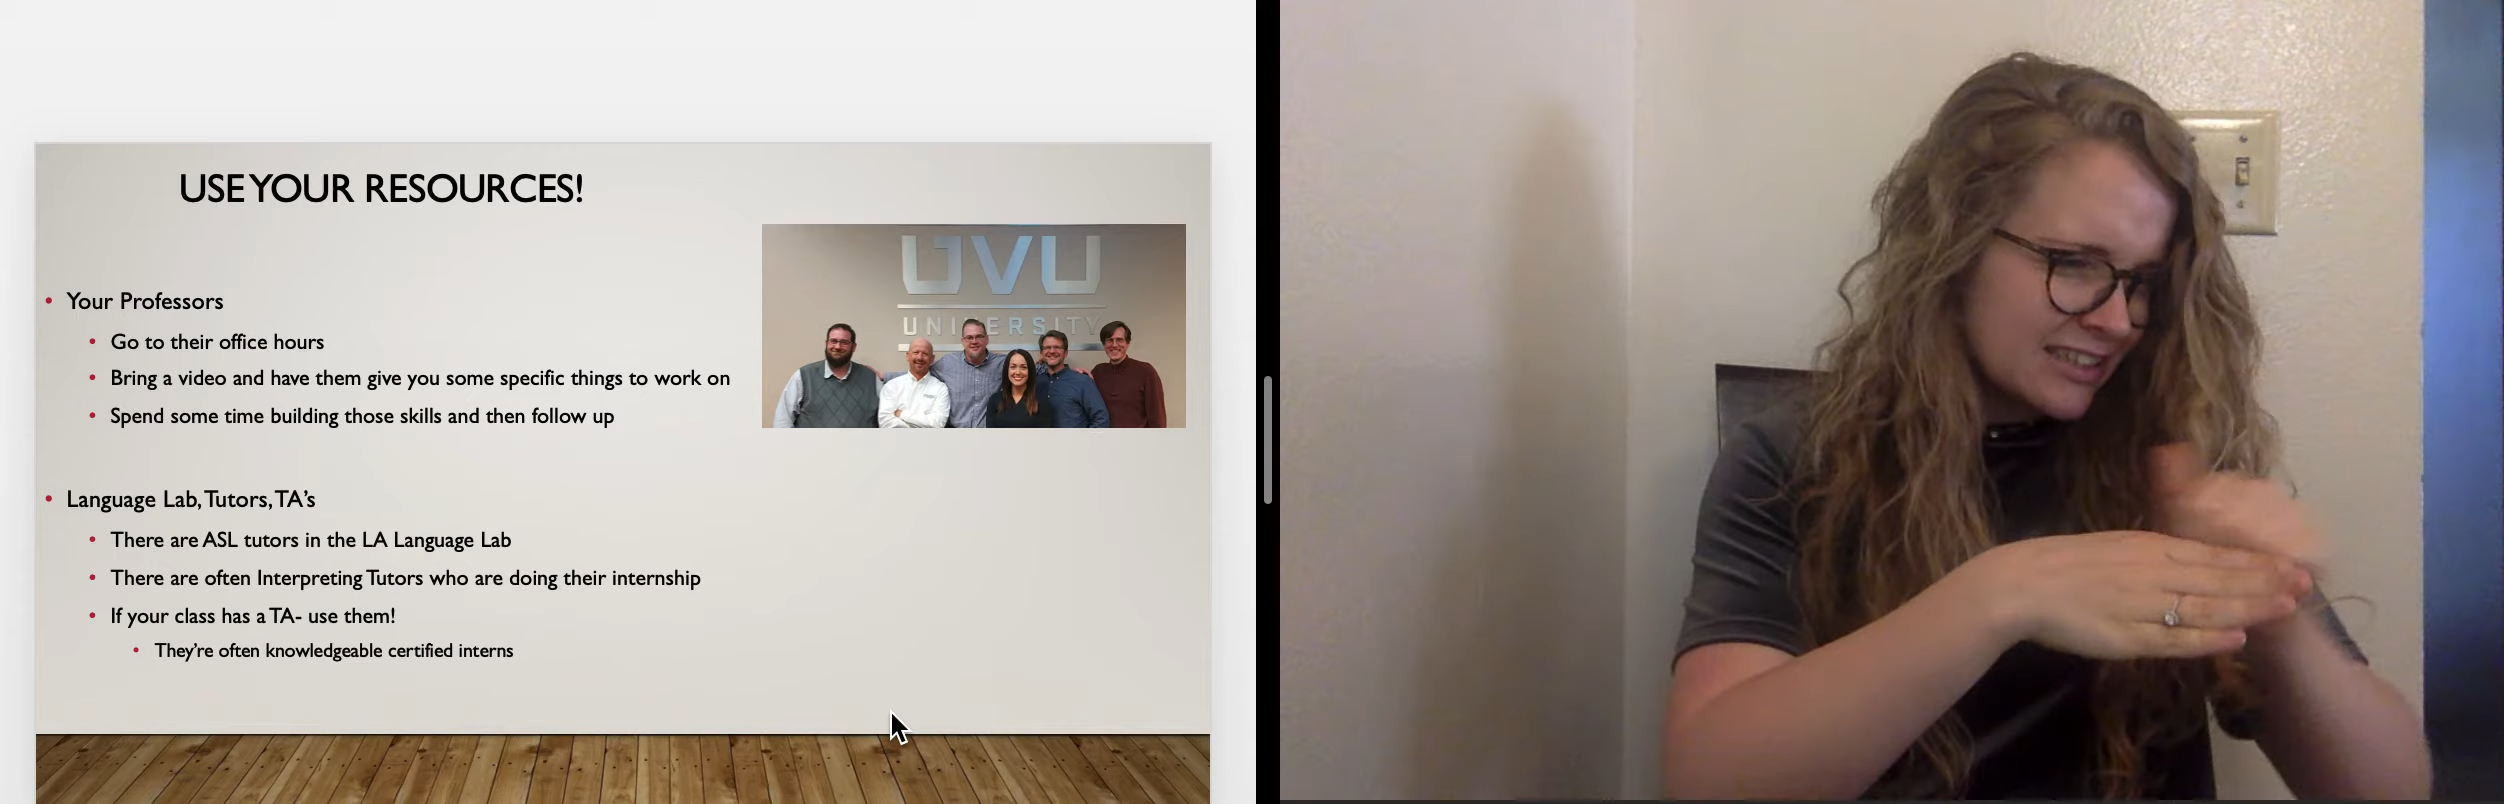 USE YOUR RESOURCES!
UVU
UNIVERSITY
• Your Professors
• Go to their office hours
• Bring a video and have them give you some specific things to work on
• Spend some time building those skills and then follow up
• Language Lab, Tutors, TA's
• There are ASL tutors in the LA Language Lab
• There are often Interpreting Tutors who are doing their internship
• If your class has a TA- use them!
• They're often knowledgeable certified interns